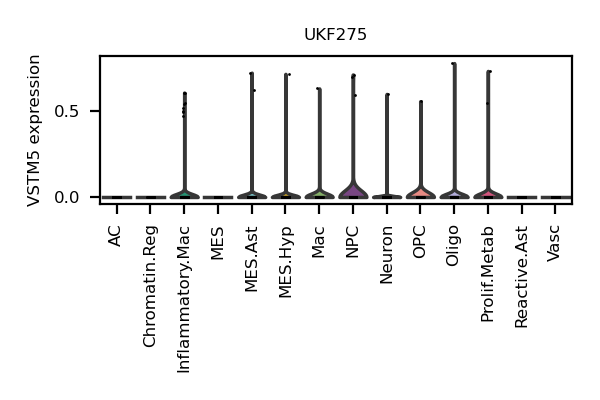 UKF275
VSTM5 expression
0.5
0.0
AC
Chromatin.Reg
Inflammatory.Mac
MES
MES.Ast
MES.Hyp
Mac
NPC
Neuron
OPC
Oligo
Prolif.Metab
Reactive.Ast
Vasc